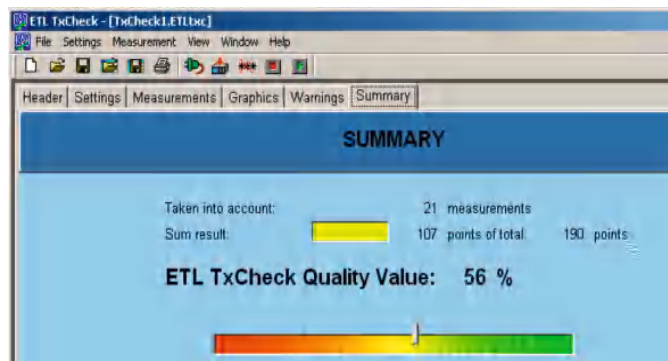 ETL TxCheck - [TxCheck1.ETLtxc]
File Settings Measurement View Window Help
Header Settings Measurements Graphics Warnings Summary
SUMMARY
Taken into account: 21 measurements
Sum result: 107 points of total 190 points
ETL TxCheck Quality Value: 56 %